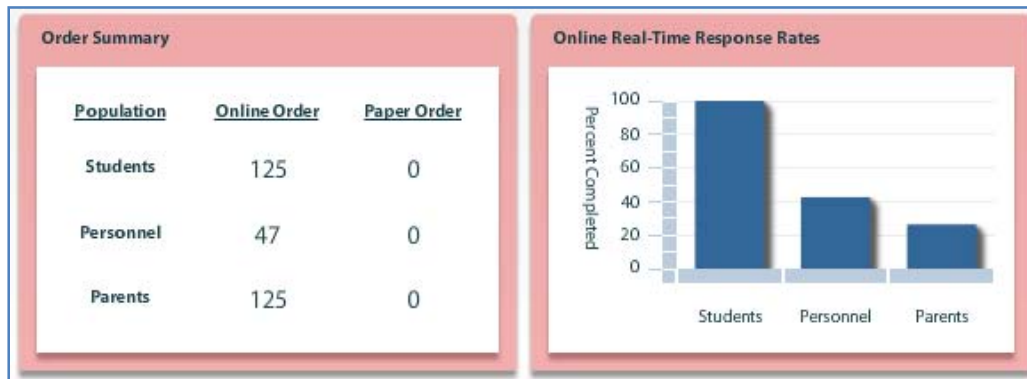 Order Summary
Population Online Order Paper Order
Students 125 0
Personnel 47 0
Parents 125 0
Online Real-Time Response Rates
Percent Completed
100
80
60
40
20
0
Students Personnel Parents